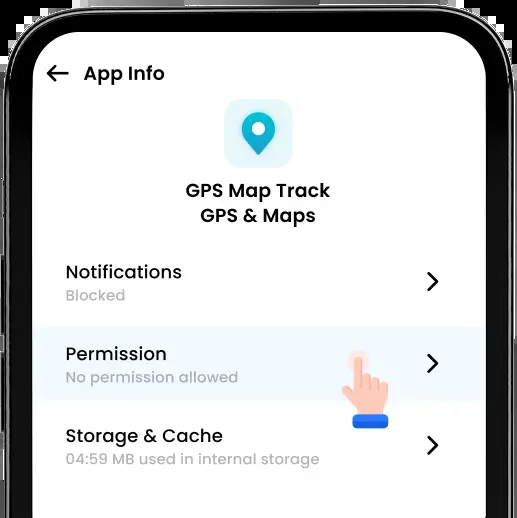 App Info
GPS Map Track
GPS & Maps
Notifications
Blocked
Permission
No permission allowed
Storage & Cache
04:59 MB used in internal storage